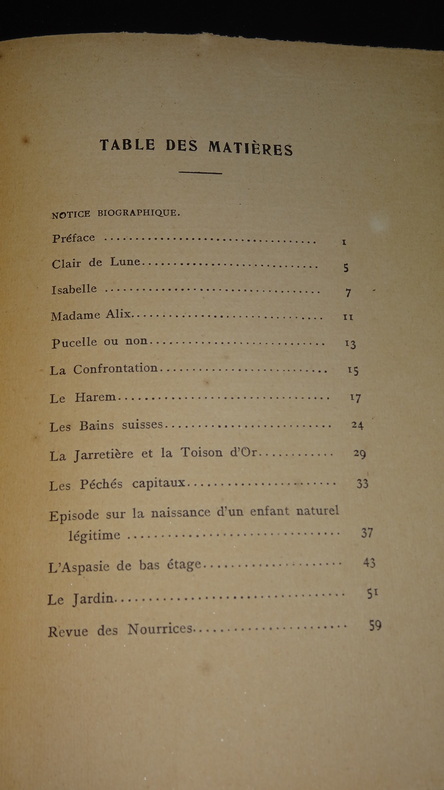 TABLE DES MATIÈRES
NOTICE BIOGRAPHIQUE.
Préface .................................. 1
Clair de Lune............................. 5
Isabelle ................................. 7
Madame Alix............................... 11
Pucelle ou non............................ 13
La Confrontation.......................... 15
Le Harem.................................. 17
Les Bains suisses......................... 24
La Jarretière et la Toison d'Or............ 29
Les Péchés capitaux....................... 33
Episode sur la naissance d'un enfant naturel
légitime ................................. 37
L'Aspasie de bas étage.................... 43
Le Jardin................................. 51
Revue des Nourrices....................... 59